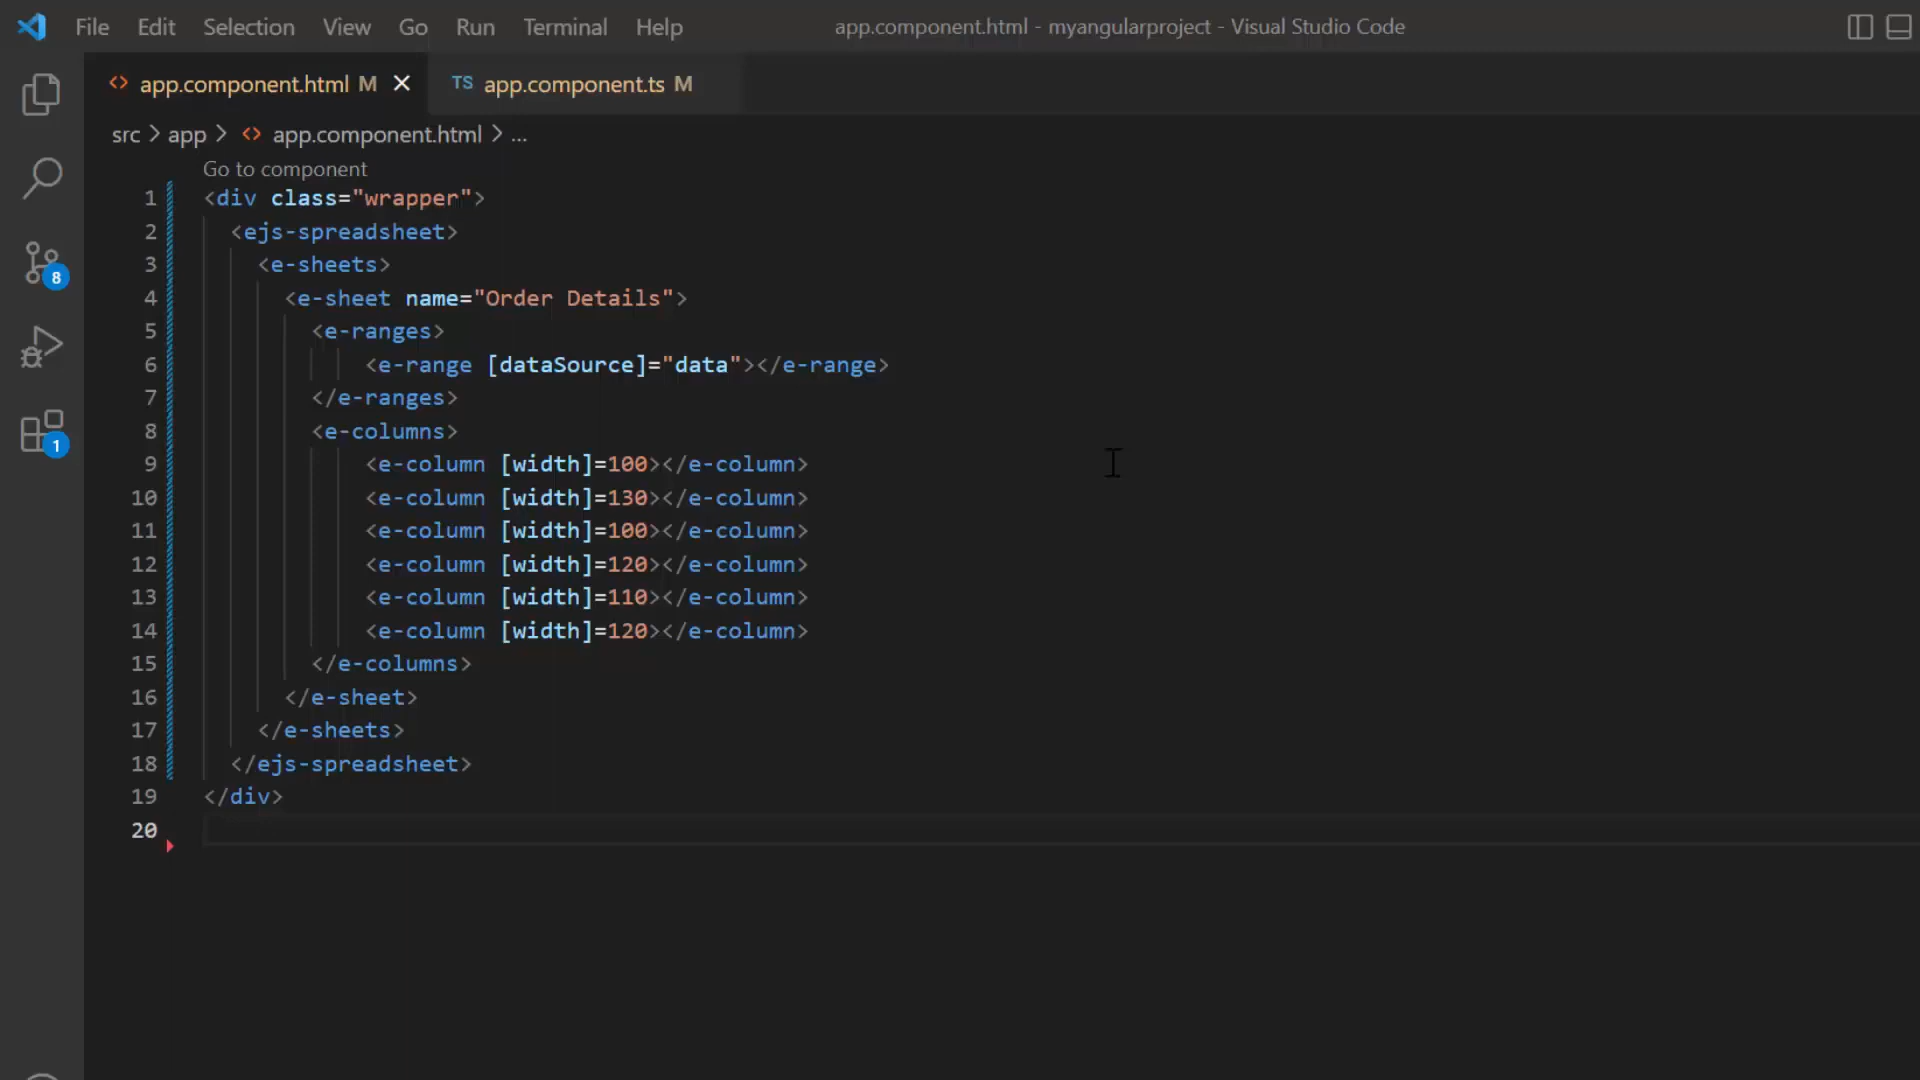 File Edit Selection View Go Run Terminal Help app.component.html - myangularproject - Visual Studio Code
<> app.component.html M × TS app.component.ts M
src > app > <> app.component.html > ...
Go to component
1 <div class="wrapper">
2 <ejs-spreadsheet>
3 <e-sheets>
4 <e-sheet name="Order Details">
5 <e-ranges>
6 <e-range [dataSource]="data"></e-range>
7 </e-ranges>
8 <e-columns>
9 <e-column [width]=100></e-column>
10 <e-column [width]=130></e-column>
11 <e-column [width]=100></e-column>
12 <e-column [width]=120></e-column>
13 <e-column [width]=110></e-column>
14 <e-column [width]=120></e-column>
15 </e-columns>
16 </e-sheet>
17 </e-sheets>
18 </ejs-spreadsheet>
19 </div>
20
8
1